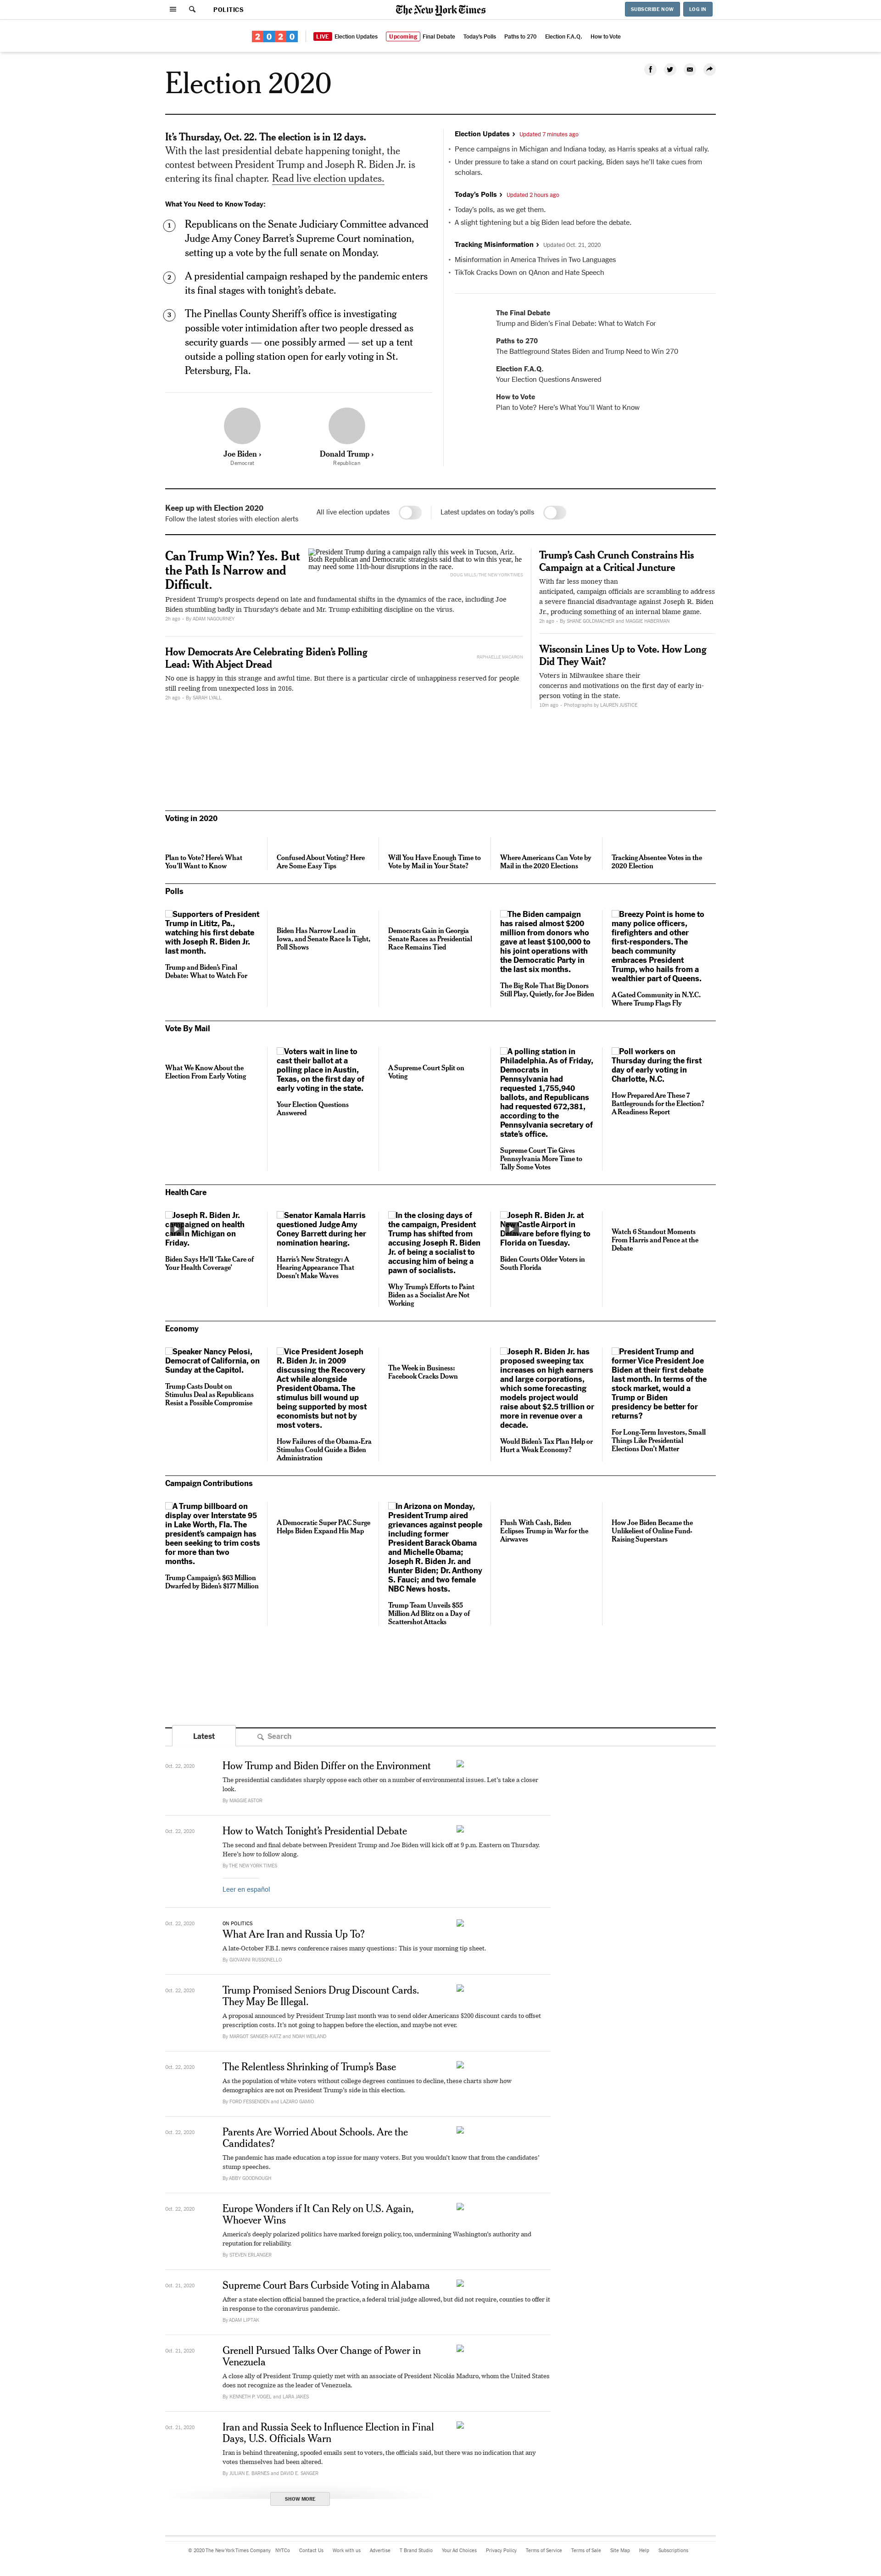 POLITICS
The New York Times
SUBSCRIBE NOW
LOG IN
2020
LIVE Election Updates
Upcoming Final Debate
Today's Polls
Paths to 270
Election F.A.Q.
How to Vote
Election 2020
It's Thursday, Oct. 22. The election is in 12 days.
With the last presidential debate happening tonight, the
contest between President Trump and Joseph R. Biden Jr. is
entering its final chapter. Read live election updates.
What You Need to Know Today:
1
Republicans on the Senate Judiciary Committee advanced
Judge Amy Coney Barret's Supreme Court nomination,
setting up a vote by the full senate on Monday.
2
A presidential campaign reshaped by the pandemic enters
its final stages with tonight's debate.
3
The Pinellas County Sheriff's office is investigating
possible voter intimidation after two people dressed as
security guards — one possibly armed — set up a tent
outside a polling station open for early voting in St.
Petersburg, Fla.
Joe Biden ›
Democrat
Donald Trump ›
Republican
Election Updates › Updated 7 minutes ago
• Pence campaigns in Michigan and Indiana today, as Harris speaks at a virtual rally.
• Under pressure to take a stand on court packing, Biden says he'll take cues from
scholars.
Today's Polls › Updated 2 hours ago
• Today's polls, as we get them.
• A slight tightening but a big Biden lead before the debate.
Tracking Misinformation › Updated Oct. 21, 2020
• Misinformation in America Thrives in Two Languages
• TikTok Cracks Down on QAnon and Hate Speech
The Final Debate
Trump and Biden's Final Debate: What to Watch For
Paths to 270
The Battleground States Biden and Trump Need to Win 270
Election F.A.Q.
Your Election Questions Answered
How to Vote
Plan to Vote? Here's What You'll Want to Know
Keep up with Election 2020
Follow the latest stories with election alerts
All live election updates
Latest updates on today's polls
Can Trump Win? Yes. But
the Path Is Narrow and
Difficult.
President Trump during a campaign rally this week in Tucson, Ariz.
Both Republican and Democratic strategists said that to win this year, he
may need some 11th-hour disruptions in the race.
DOUG MILLS/THE NEW YORK TIMES
President Trump's prospects depend on late and fundamental shifts in the dynamics of the race, including Joe
Biden stumbling badly in Thursday's debate and Mr. Trump exhibiting discipline on the virus.
2h ago · By ADAM NAGOURNEY
How Democrats Are Celebrating Biden's Polling
Lead: With Abject Dread
RAPHAELLE MACARON
No one is happy in this strange and awful time. But there is a particular circle of unhappiness reserved for people
still reeling from unexpected loss in 2016.
2h ago · By SARAH LYALL
Trump's Cash Crunch Constrains His
Campaign at a Critical Juncture
With far less money than
anticipated, campaign officials are scrambling to address
a severe financial disadvantage against Joseph R. Biden
Jr., producing something of an internal blame game.
2h ago · By SHANE GOLDMACHER and MAGGIE HABERMAN
Wisconsin Lines Up to Vote. How Long
Did They Wait?
Voters in Milwaukee share their
concerns and motivations on the first day of early in-
person voting in the state.
10m ago · Photographs by LAUREN JUSTICE
Voting in 2020
Plan to Vote? Here's What
You'll Want to Know
Confused About Voting? Here
Are Some Easy Tips
Will You Have Enough Time to
Vote by Mail in Your State?
Where Americans Can Vote by
Mail in the 2020 Elections
Tracking Absentee Votes in the
2020 Election
Polls
Supporters of President
Trump in Lititz, Pa.,
watching his first debate
with Joseph R. Biden Jr.
last month.
Trump and Biden's Final
Debate: What to Watch For
Biden Has Narrow Lead in
Iowa, and Senate Race Is Tight,
Poll Shows
Democrats Gain in Georgia
Senate Races as Presidential
Race Remains Tied
The Biden campaign
has raised almost $200
million from donors who
gave at least $100,000 to
his joint operations with
the Democratic Party in
the last six months.
The Big Role That Big Donors
Still Play, Quietly, for Joe Biden
Breezy Point is home to
many police officers,
firefighters and other
first-responders. The
beach community
embraces President
Trump, who hails from a
wealthier part of Queens.
A Gated Community in N.Y.C.
Where Trump Flags Fly
Vote By Mail
What We Know About the
Election From Early Voting
Voters wait in line to
cast their ballot at a
polling place in Austin,
Texas, on the first day of
early voting in the state.
Your Election Questions
Answered
A Supreme Court Split on
Voting
A polling station in
Philadelphia. As of Friday,
Democrats in
Pennsylvania had
requested 1,755,940
ballots, and Republicans
had requested 672,381,
according to the
Pennsylvania secretary of
state's office.
Supreme Court Tie Gives
Pennsylvania More Time to
Tally Some Votes
Poll workers on
Thursday during the first
day of early voting in
Charlotte, N.C.
How Prepared Are These 7
Battlegrounds for the Election?
A Readiness Report
Health Care
Joseph R. Biden Jr.
campaigned on health
care in Michigan on
Friday.
Biden Says He'll 'Take Care of
Your Health Coverage'
Senator Kamala Harris
questioned Judge Amy
Coney Barrett during her
nomination hearing.
Harris's New Strategy: A
Hearing Appearance That
Doesn't Make Waves
In the closing days of
the campaign, President
Trump has shifted from
accusing Joseph R. Biden
Jr. of being a socialist to
accusing him of being a
pawn of socialists.
Why Trump's Efforts to Paint
Biden as a Socialist Are Not
Working
Joseph R. Biden Jr. at
New Castle Airport in
Delaware before flying to
Florida on Tuesday.
Biden Courts Older Voters in
South Florida
Watch 6 Standout Moments
From Harris and Pence at the
Debate
Economy
Speaker Nancy Pelosi,
Democrat of California, on
Sunday at the Capitol.
Trump Casts Doubt on
Stimulus Deal as Republicans
Resist a Possible Compromise
Vice President Joseph
R. Biden Jr. in 2009
discussing the Recovery
Act while alongside
President Obama. The
stimulus bill wound up
being supported by most
economists but not by
most voters.
How Failures of the Obama-Era
Stimulus Could Guide a Biden
Administration
The Week in Business:
Facebook Cracks Down
Joseph R. Biden Jr. has
proposed sweeping tax
increases on high earners
and large corporations,
which some forecasting
models project would
raise about $2.5 trillion or
more in revenue over a
decade.
Would Biden's Tax Plan Help or
Hurt a Weak Economy?
President Trump and
former Vice President Joe
Biden at their first debate
last month. In terms of the
stock market, would a
Trump or Biden
presidency be better for
returns?
For Long-Term Investors, Small
Things Like Presidential
Elections Don't Matter
Campaign Contributions
A Trump billboard on
display over Interstate 95
in Lake Worth, Fla. The
president's campaign has
been seeking to trim costs
for more than two
months.
Trump Campaign's $63 Million
Dwarfed by Biden's $177 Million
A Democratic Super PAC Surge
Helps Biden Expand His Map
In Arizona on Monday,
President Trump aired
grievances against people
including former
President Barack Obama
and Michelle Obama;
Joseph R. Biden Jr. and
Hunter Biden; Dr. Anthony
S. Fauci; and two female
NBC News hosts.
Trump Team Unveils $55
Million Ad Blitz on a Day of
Scattershot Attacks
Flush With Cash, Biden
Eclipses Trump in War for the
Airwaves
How Joe Biden Became the
Unlikeliest of Online Fund-
Raising Superstars
Latest
Search
Oct. 22, 2020
How Trump and Biden Differ on the Environment
The presidential candidates sharply oppose each other on a number of environmental issues. Let's take a closer
look.
By MAGGIE ASTOR
Oct. 22, 2020
How to Watch Tonight's Presidential Debate
The second and final debate between President Trump and Joe Biden will kick off at 9 p.m. Eastern on Thursday.
Here's how to follow along.
By THE NEW YORK TIMES
Leer en español
Oct. 22, 2020
ON POLITICS
What Are Iran and Russia Up To?
A late-October F.B.I. news conference raises many questions: This is your morning tip sheet.
By GIOVANNI RUSSONELLO
Oct. 22, 2020
Trump Promised Seniors Drug Discount Cards.
They May Be Illegal.
A proposal announced by President Trump last month was to send older Americans $200 discount cards to offset
prescription costs. It's not going to happen before the election, and maybe not ever.
By MARGOT SANGER-KATZ and NOAH WEILAND
Oct. 22, 2020
The Relentless Shrinking of Trump's Base
As the population of white voters without college degrees continues to decline, these charts show how
demographics are not on President Trump's side in this election.
By FORD FESSENDEN and LAZARO GAMIO
Oct. 22, 2020
Parents Are Worried About Schools. Are the
Candidates?
The pandemic has made education a top issue for many voters. But you wouldn't know that from the candidates'
stump speeches.
By ABBY GOODNOUGH
Oct. 22, 2020
Europe Wonders if It Can Rely on U.S. Again,
Whoever Wins
America's deeply polarized politics have marked foreign policy, too, undermining Washington's authority and
reputation for reliability.
By STEVEN ERLANGER
Oct. 21, 2020
Supreme Court Bars Curbside Voting in Alabama
After a state election official banned the practice, a federal trial judge allowed, but did not require, counties to offer it
in response to the coronavirus pandemic.
By ADAM LIPTAK
Oct. 21, 2020
Grenell Pursued Talks Over Change of Power in
Venezuela
A close ally of President Trump quietly met with an associate of President Nicolás Maduro, whom the United States
does not recognize as the leader of Venezuela.
By KENNETH P. VOGEL and LARA JAKES
Oct. 21, 2020
Iran and Russia Seek to Influence Election in Final
Days, U.S. Officials Warn
Iran is behind threatening, spoofed emails sent to voters, the officials said, but there was no indication that any
votes themselves had been altered.
By JULIAN E. BARNES and DAVID E. SANGER
SHOW MORE
© 2020 The New York Times Company
NYTCo
Contact Us
Work with us
Advertise
T Brand Studio
Your Ad Choices
Privacy Policy
Terms of Service
Terms of Sale
Site Map
Help
Subscriptions